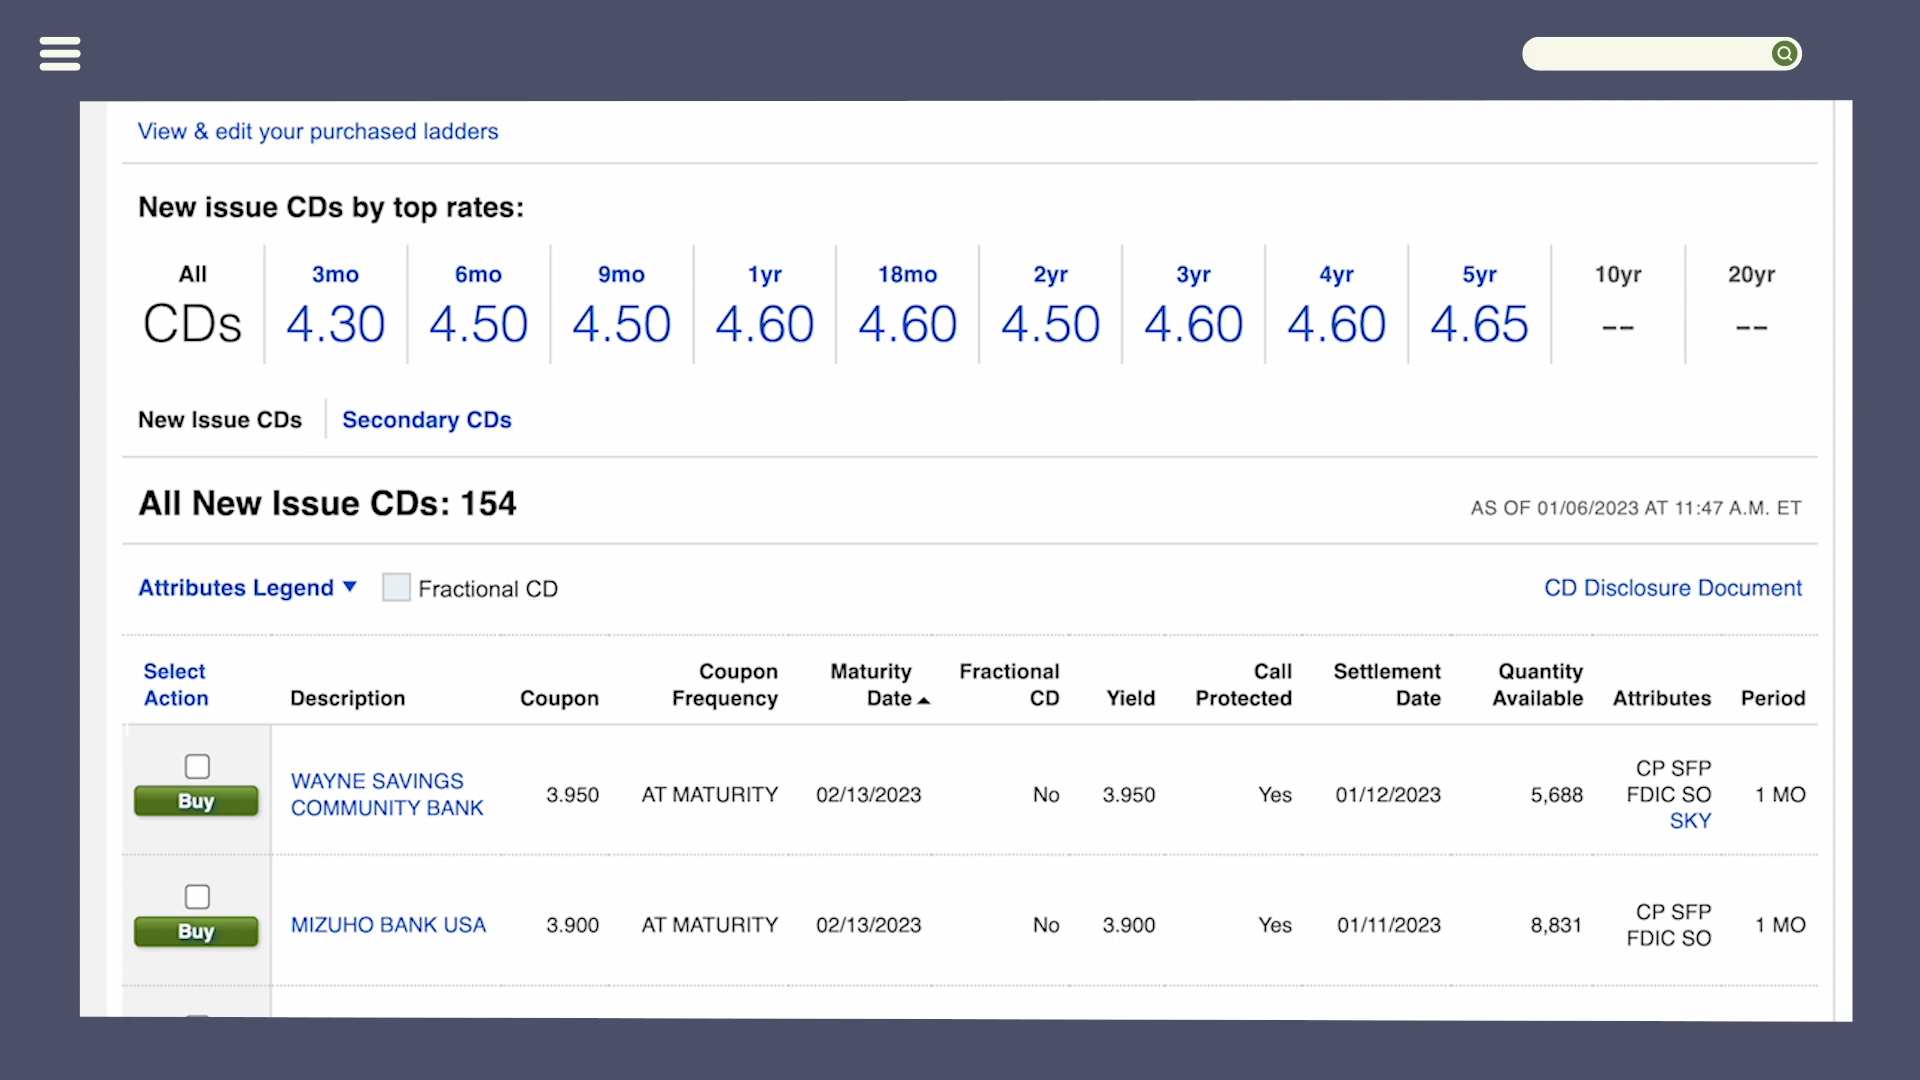 View & edit your purchased ladders
New issue CDs by top rates:
All 3mo 6mo 9mo 1yr 18mo 2yr 3yr 4yr 5yr 10yr 20yr
CDs 4.30 4.50 4.50 4.60 4.60 4.50 4.60 4.60 4.65 -- --
New Issue CDs Secondary CDs
All New Issue CDs: 154 AS OF 01/06/2023 AT 11:47 A.M. ET
Attributes Legend ▼ Fractional CD CD Disclosure Document
Select Coupon Maturity Fractional Call Settlement Quantity
Action Description Coupon Frequency Date ▲ CD Yield Protected Date Available Attributes Period
CP SFP
WAYNE SAVINGS
Buy COMMUNITY BANK 3.950 AT MATURITY 02/13/2023 No 3.950 Yes 01/12/2023 5,688 FDIC SO 1 MO
SKY
CP SFP
Buy MIZUHO BANK USA 3.900 AT MATURITY 02/13/2023 No 3.900 Yes 01/11/2023 8,831 FDIC SO 1 MO